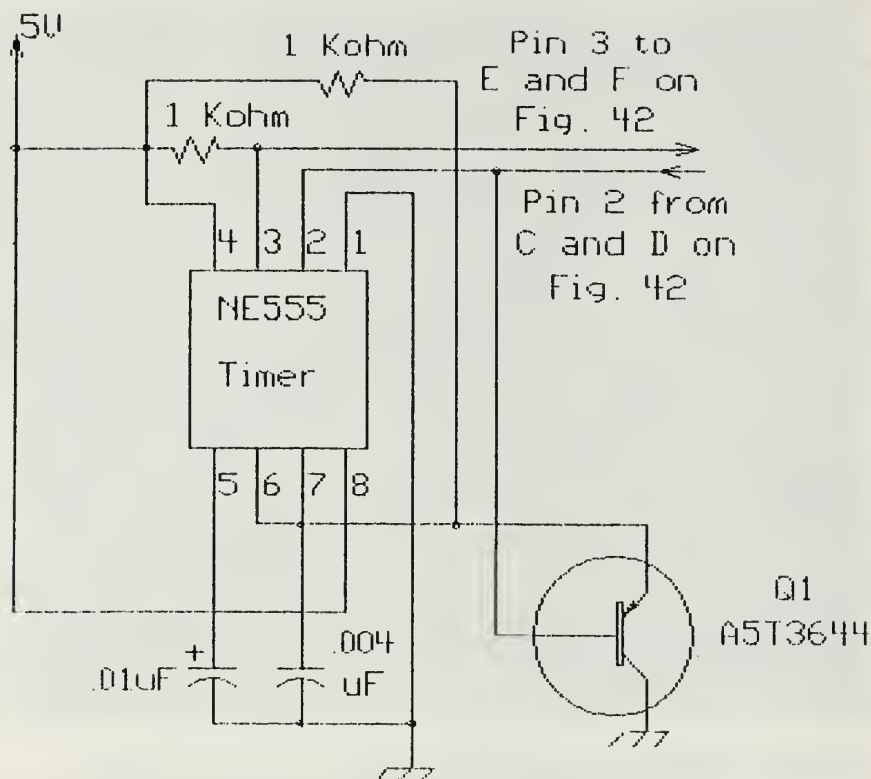 5V
1 Kohm
1 Kohm
Pin 3 to
E and F on
Fig. 42
Pin 2 from
C and D on
Fig. 42
4 3 2 1
NE555
Timer
5 6 7 8
Q1
A5T3644
+
.01uF
.004
uF